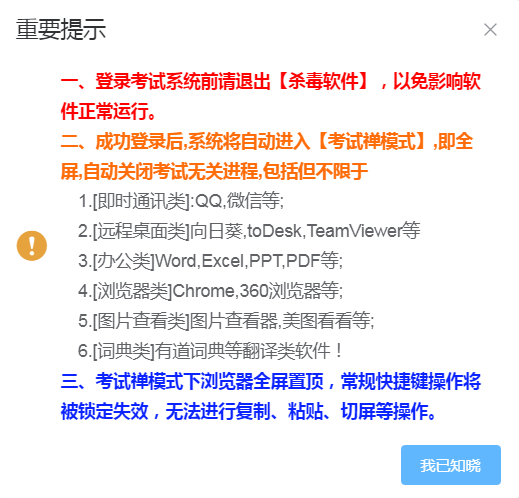 重要提示
一、登录考试系统前请退出【杀毒软件】，以免影响软
件正常运行。
二、成功登录后,系统将自动进入【考试禅模式】,即全
屏,自动关闭考试无关进程,包括但不限于
1.[即时通讯类]:QQ,微信等;
2.[远程桌面类]向日葵,toDesk,TeamViewer等
3.[办公类]Word,Excel,PPT,PDF等;
4.[浏览器类]Chrome,360浏览器等;
5.[图片查看类]图片查看器,美图看看等;
6.[词典类]有道词典等翻译类软件！
三、考试禅模式下浏览器全屏置顶，常规快捷键操作将
被锁定失效，无法进行复制、粘贴、切屏等操作。
我已知晓